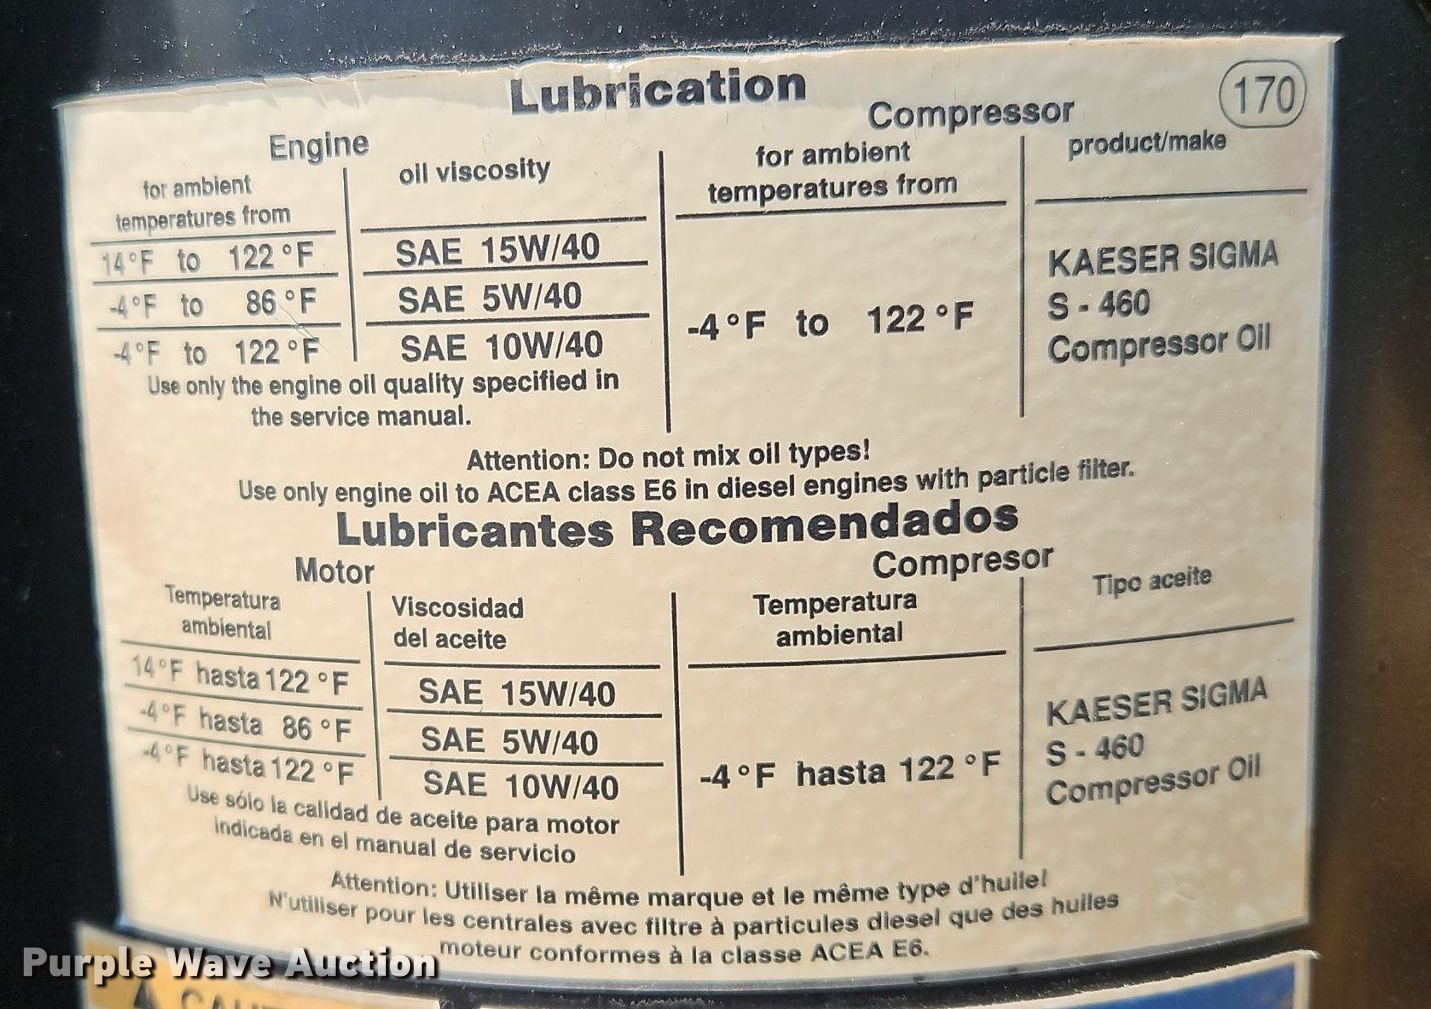 Lubrication
170
Engine
Compressor
for ambient
temperatures from
oil viscosity
for ambient
temperatures from
product/make
14°F to 122 °F
SAE 15W/40
-4°F to 86 °F
SAE 5W/40
-4°F to 122 °F
SAE 10W/40
-4°F to 122 °F
KAESER SIGMA
S - 460
Compressor Oil
Use only the engine oil quality specified in
the service manual.
Attention: Do not mix oil types!
Use only engine oil to ACEA class E6 in diesel engines with particle filter.
Lubricantes Recomendados
Motor
Compresor
Temperatura
ambiental
Viscosidad
del aceite
Temperatura
ambiental
Tipo aceite
14°F hasta 122 °F
SAE 15W/40
-4°F hasta 86 °F
SAE 5W/40
-4°F hasta 122 °F
SAE 10W/40
-4°F hasta 122 °F
KAESER SIGMA
S - 460
Compressor Oil
Use sólo la calidad de aceite para motor
indicada en el manual de servicio
Attention: Utiliser la même marque et le même type d'huile!
N'utiliser pour les centrales avec filtre à particules diesel que des huiles
moteur conformes à la classe ACEA E6.
Purple Wave Auction